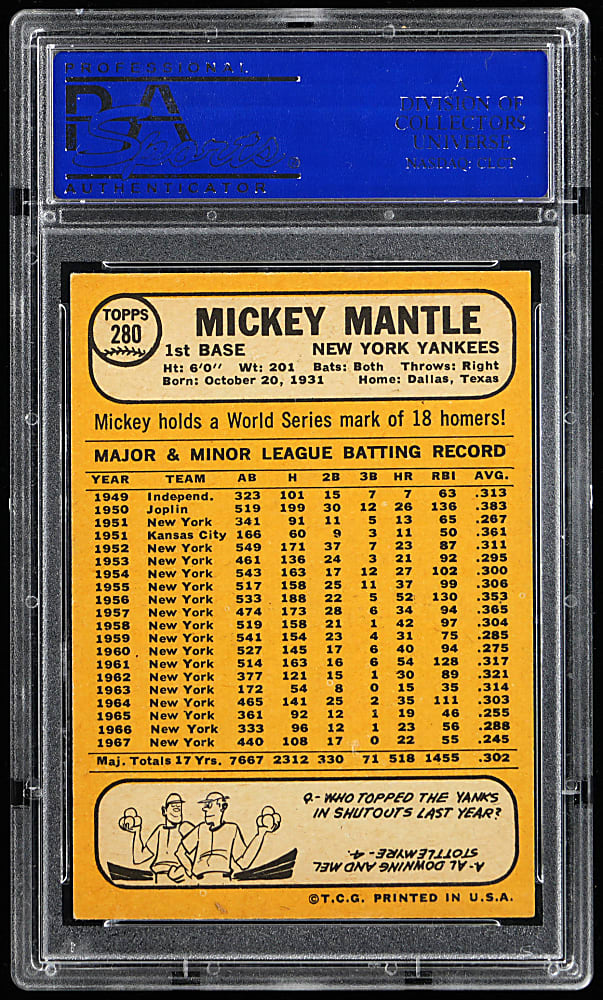 PROFESSIONAL
PSA
Sports
AUTHENTICATOR
A
DIVISION OF
COLLECTORS
UNIVERSE
NASDAQ: CLCT
TOPPS
280
MICKEY MANTLE
1st BASE NEW YORK YANKEES
Ht: 6'0" Wt: 201 Bats: Both Throws: Right
Born: October 20, 1931 Home: Dallas, Texas
Mickey holds a World Series mark of 18 homers!
MAJOR & MINOR LEAGUE BATTING RECORD
YEAR TEAM AB H 2B 3B HR RBI AVG.
1949 Independ. 323 101 15 7 7 63 .313
1950 Joplin 519 199 30 12 26 136 .383
1951 New York 341 91 11 5 13 65 .267
1951 Kansas City 166 60 9 3 11 50 .361
1952 New York 549 171 37 7 23 87 .311
1953 New York 461 136 24 3 21 92 .295
1954 New York 543 163 17 12 27 102 .300
1955 New York 517 158 25 11 37 99 .306
1956 New York 533 188 22 5 52 130 .353
1957 New York 474 173 28 6 34 94 .365
1958 New York 519 158 21 1 42 97 .304
1959 New York 541 154 23 4 31 75 .285
1960 New York 527 145 17 6 40 94 .275
1961 New York 514 163 16 6 54 128 .317
1962 New York 377 121 15 1 30 89 .321
1963 New York 172 54 8 0 15 35 .314
1964 New York 465 141 25 2 35 111 .303
1965 New York 361 92 12 1 19 46 .255
1966 New York 333 96 12 1 23 56 .288
1967 New York 440 108 17 0 22 55 .245
Maj. Totals 17 Yrs. 7667 2312 330 71 518 1455 .302
Q- WHO TOPPED THE YANKS
IN SHUTOUTS LAST YEAR?
A- AL DOWNING AND MEL
STOTTLEMYRE - 4.
©T.C.G. PRINTED IN U.S.A.